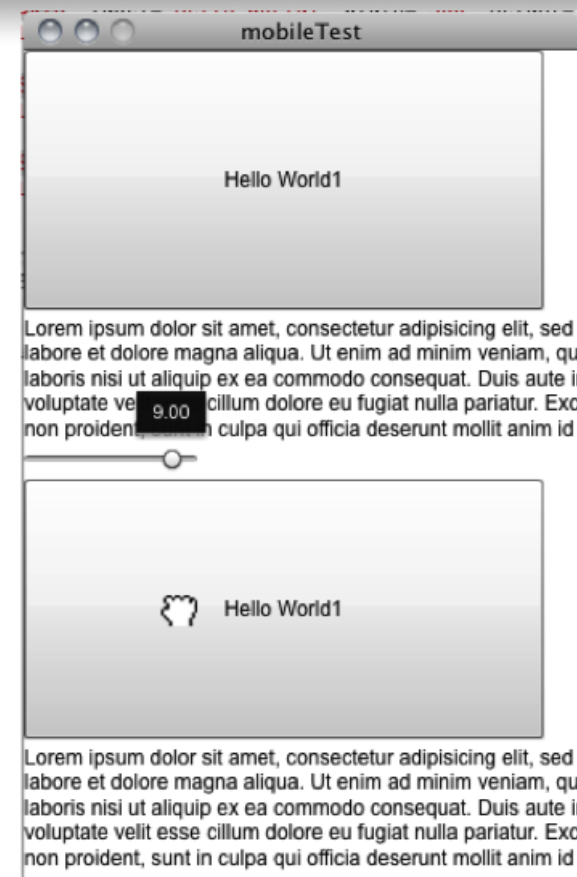 mobileTest
Hello World1
Lorem ipsum dolor sit amet, consectetur adipisicing elit, sed
labore et dolore magna aliqua. Ut enim ad minim veniam, qu
laboris nisi ut aliquip ex ea commodo consequat. Duis aute i
voluptate ve 9.00 cillum dolore eu fugiat nulla pariatur. Exc
non proident, sunt in culpa qui officia deserunt mollit anim id
Hello World1
Lorem ipsum dolor sit amet, consectetur adipisicing elit, sed
labore et dolore magna aliqua. Ut enim ad minim veniam, qu
laboris nisi ut aliquip ex ea commodo consequat. Duis aute i
voluptate velit esse cillum dolore eu fugiat nulla pariatur. Exc
non proident, sunt in culpa qui officia deserunt mollit anim id